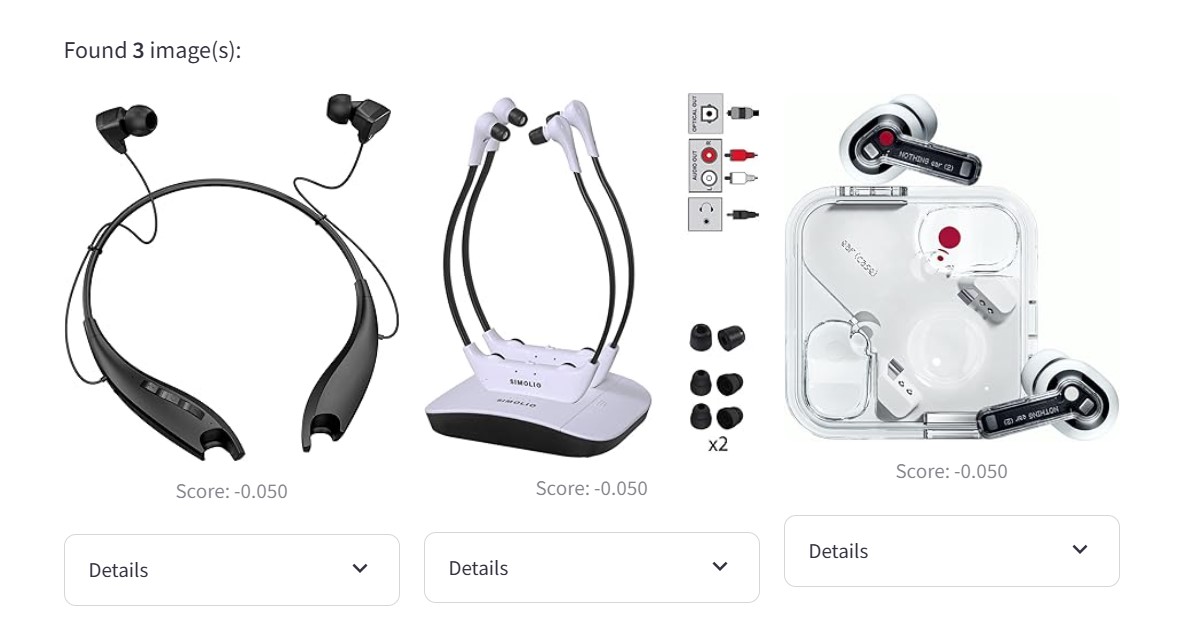 Found 3 image(s):
OPTICAL OUT
AUDIO OUT
R
L
SIMOLIO
SIMOLIO
x2
NOTHING ear (2)
ear (case)
NOTHING ear (2)
Score: -0.050
Score: -0.050
Score: -0.050
Details
Details
Details